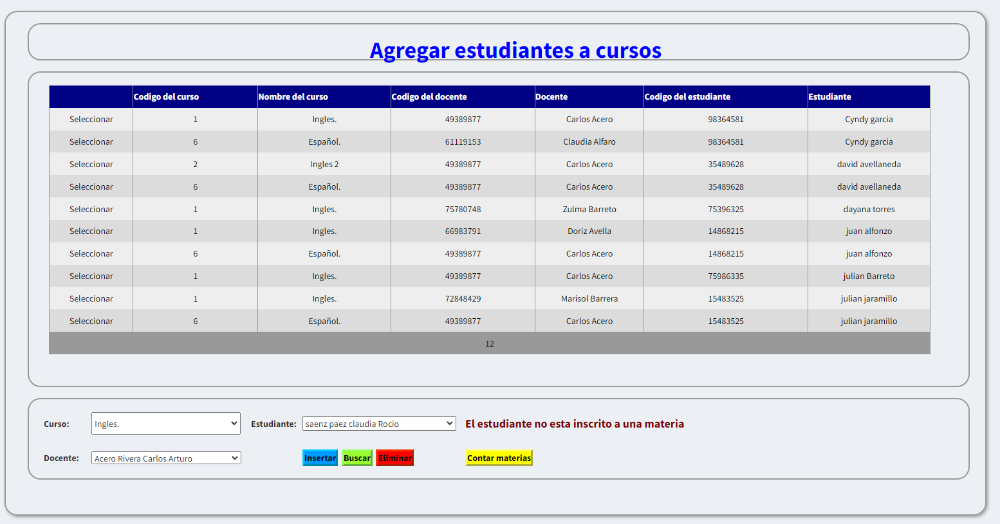 Agregar estudiantes a cursos
Codigo del curso Nombre del curso Codigo del docente Docente Codigo del estudiante Estudiante
Seleccionar 1 Ingles. 49389877 Carlos Acero 98364581 Cyndy garcia
Seleccionar 6 Español. 61119153 Claudia Alfaro 98364581 Cyndy garcia
Seleccionar 2 Ingles 2 49389877 Carlos Acero 35489628 david avellaneda
Seleccionar 6 Español. 49389877 Carlos Acero 35489628 david avellaneda
Seleccionar 1 Ingles. 75780748 Zulma Barreto 75396325 dayana torres
Seleccionar 1 Ingles. 66983791 Doriz Avella 14868215 juan alfonzo
Seleccionar 6 Español. 49389877 Carlos Acero 14868215 juan alfonzo
Seleccionar 1 Ingles. 49389877 Carlos Acero 75986335 julian Barreto
Seleccionar 1 Ingles. 72848429 Marisol Barrera 15483525 julian jaramillo
Seleccionar 6 Español. 49389877 Carlos Acero 15483525 julian jaramillo
12
Curso: Ingles. Estudiante: saenz paez claudia Rocio El estudiante no esta inscrito a una materia
Docente: Acero Rivera Carlos Arturo Insertar Buscar Eliminar Contar materias